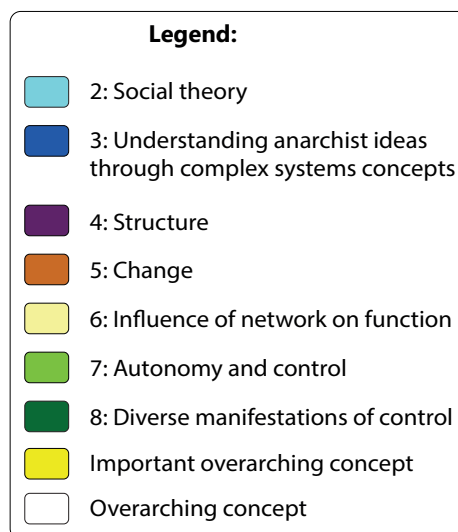 Legend:
2: Social theory
3: Understanding anarchist ideas
through complex systems concepts
4: Structure
5: Change
6: Influence of network on function
7: Autonomy and control
8: Diverse manifestations of control
Important overarching concept
Overarching concept